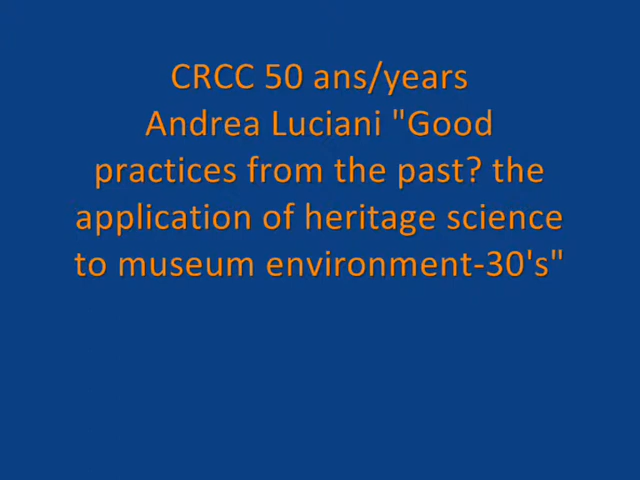 CRCC 50 ans/years
Andrea Luciani "Good
practices from the past? the
application of heritage science
to museum environment-30's"